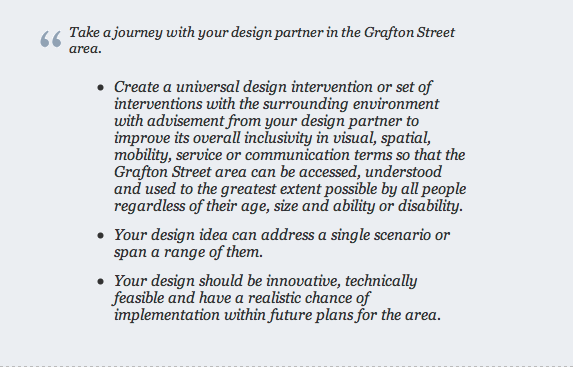 “ Take a journey with your design partner in the Grafton Street
area.
• Create a universal design intervention or set of
interventions with the surrounding environment
with advisement from your design partner to
improve its overall inclusivity in visual, spatial,
mobility, service or communication terms so that the
Grafton Street area can be accessed, understood
and used to the greatest extent possible by all people
regardless of their age, size and ability or disability.
• Your design idea can address a single scenario or
span a range of them.
• Your design should be innovative, technically
feasible and have a realistic chance of
implementation within future plans for the area.